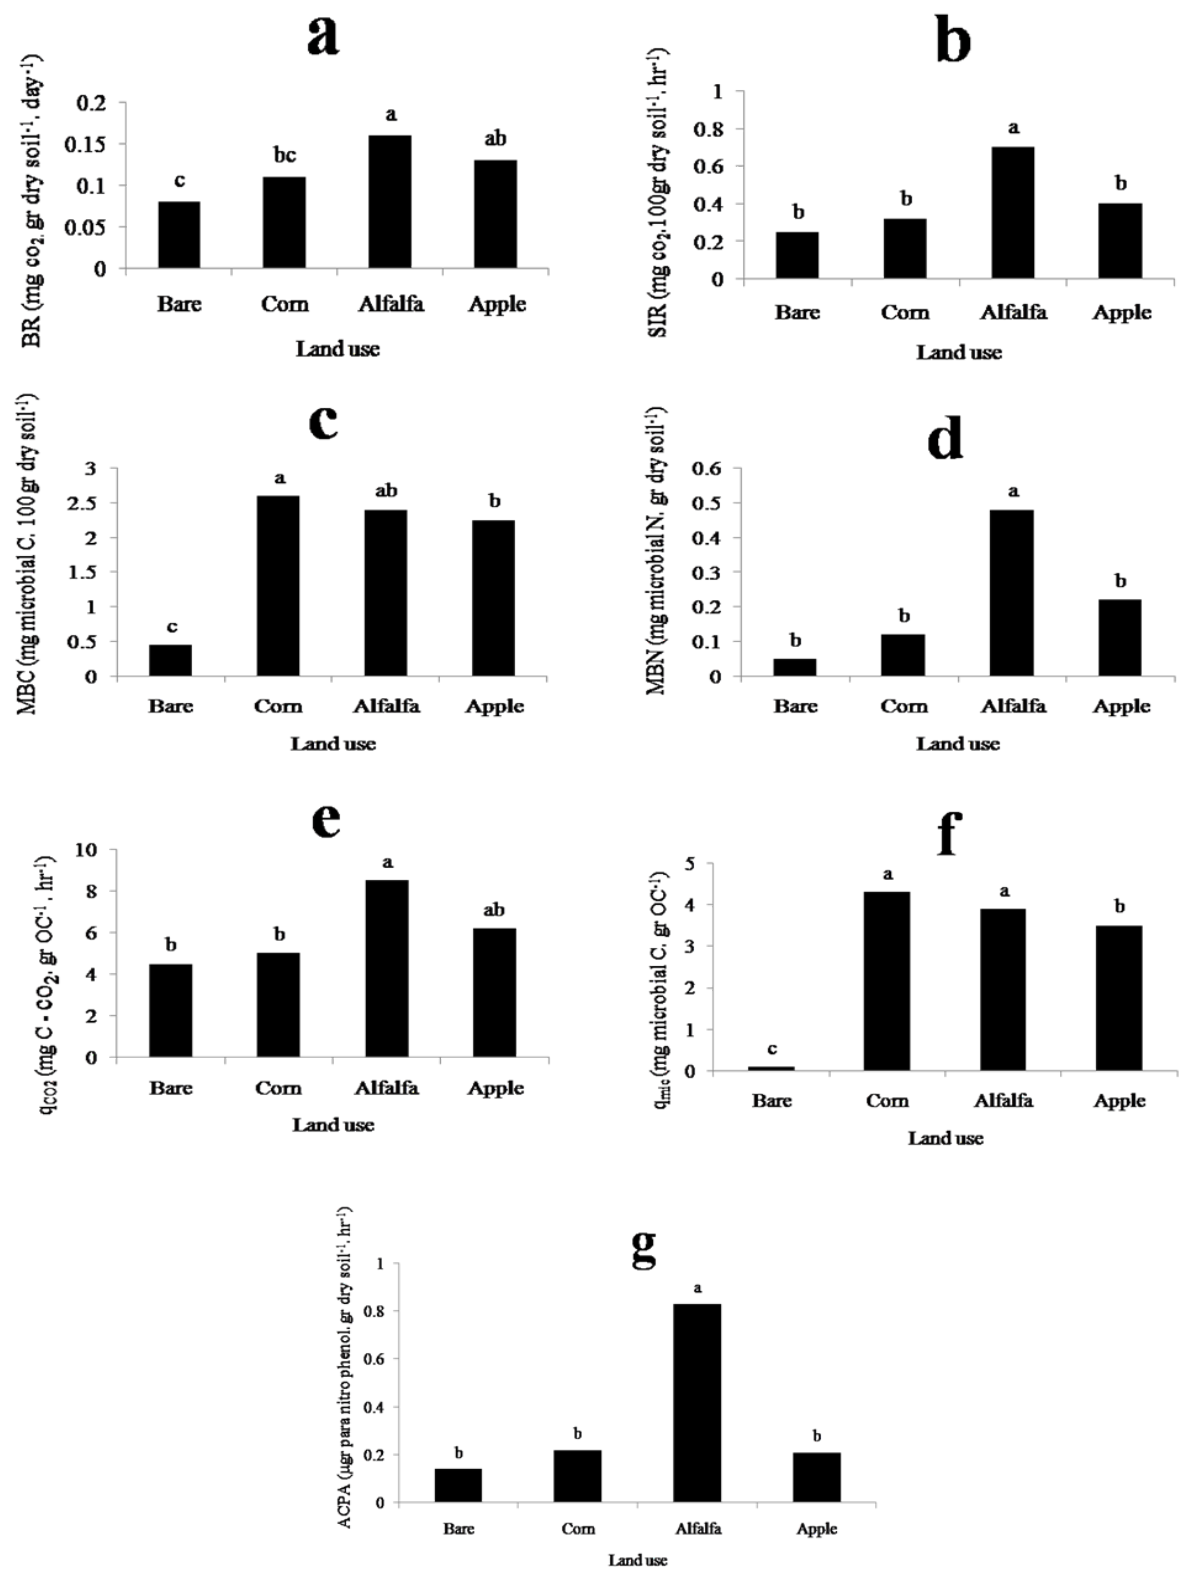 a
BR (mg co2. gr dry soil-1. day-1)
0.2
0.15
0.1
0.05
0
c
bc
a
ab
Bare Corn Alfalfa Apple
Land use
b
SIR (mg co2.100gr dry soil-1. hr-1)
1
0.8
0.6
0.4
0.2
0
b
b
a
b
Bare Corn Alfalfa Apple
Land use
c
MBC (mg microbial C. 100 gr dry soil-1)
3
2.5
2
1.5
1
0.5
0
c
a
ab
b
Bare Corn Alfalfa Apple
Land use
d
MBN (mg microbial N. gr dry soil-1)
0.6
0.5
0.4
0.3
0.2
0.1
0
b
b
a
b
Bare Corn Alfalfa Apple
Land use
e
qCO2 (mg C - CO2. gr OC-1. hr-1)
10
8
6
4
2
0
b
b
a
ab
Bare Corn Alfalfa Apple
Land use
f
qmic (mg microbial C. gr OC-1)
5
4
3
2
1
0
c
a
a
b
Bare Corn Alfalfa Apple
Land use
g
ACPA (µgr para nitro phenol. gr dry soil-1. hr-1)
1
0.8
0.6
0.4
0.2
0
b
b
a
b
Bare Corn Alfalfa Apple
Land use